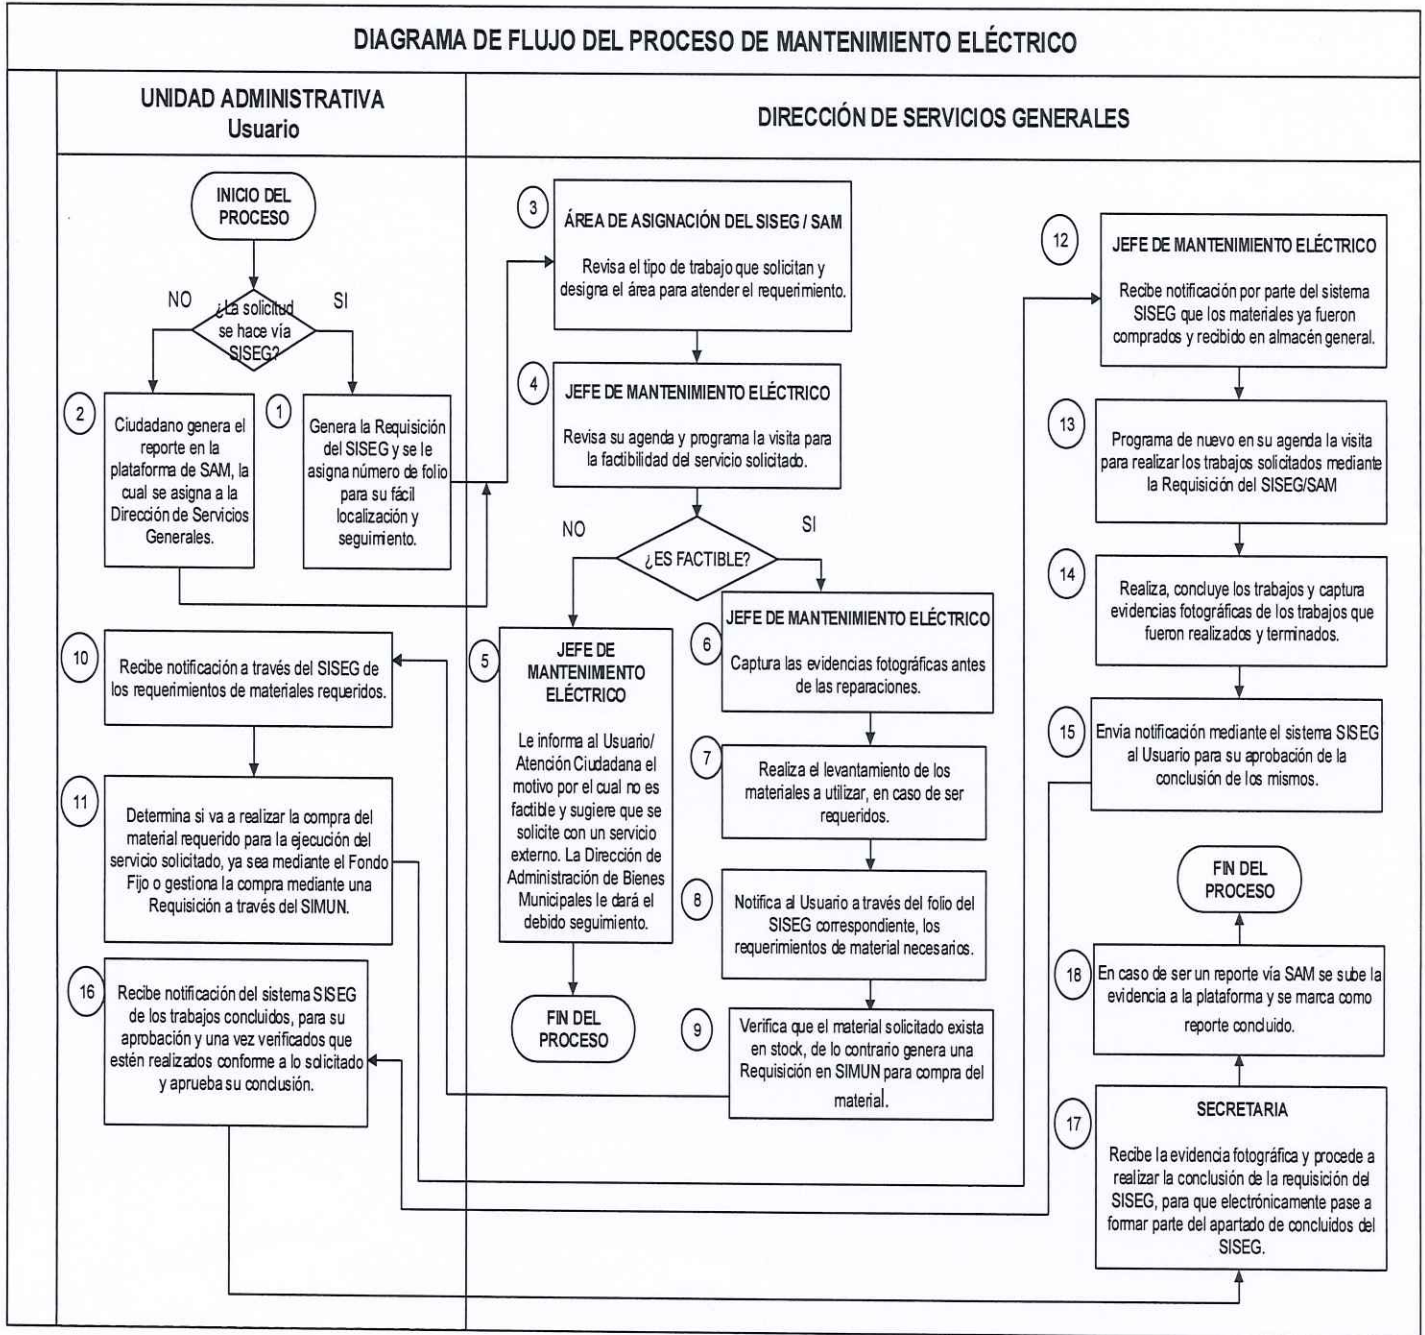 DIAGRAMA DE FLUJO DEL PROCESO DE MANTENIMIENTO ELÉCTRICO
UNIDAD ADMINISTRATIVA
Usuario
DIRECCIÓN DE SERVICIOS GENERALES
INICIO DEL
PROCESO
¿La solicitud
se hace vía
SISEG?
NO
SI
2
Ciudadano genera el
reporte en la
plataforma de SAM, la
cual se asigna a la
Dirección de Servicios
Generales.
1
Genera la Requisición
del SISEG y se le
asigna número de folio
para su fácil
localización y
seguimiento.
3
ÁREA DE ASIGNACIÓN DEL SISEG / SAM
Revisa el tipo de trabajo que solicitan y
designa el área para atender el requerimiento.
4
JEFE DE MANTENIMIENTO ELÉCTRICO
Revisa su agenda y programa la visita para
la factibilidad del servicio solicitado.
NO
SI
¿ES FACTIBLE?
5
JEFE DE
MANTENIMIENTO
ELÉCTRICO
Le informa al Usuario/
Atención Ciudadana el
motivo por el cual no es
factible y sugiere que se
solicite con un servicio
externo. La Dirección de
Administración de Bienes
Municipales le dará el
debido seguimiento.
FIN DEL
PROCESO
6
JEFE DE MANTENIMIENTO ELÉCTRICO
Captura las evidencias fotográficas antes
de las reparaciones.
7
Realiza el levantamiento de los
materiales a utilizar, en caso de ser
requeridos.
8
Notifica al Usuario a través del folio del
SISEG correspondiente, los
requerimientos de material necesarios.
9
Verifica que el material solicitado exista
en stock, de lo contrario genera una
Requisición en SIMUN para compra del
material.
10
Recibe notificación a través del SISEG de
los requerimientos de materiales requeridos.
11
Determina si va a realizar la compra del
material requerido para la ejecución del
servicio solicitado, ya sea mediante el Fondo
Fijo o gestiona la compra mediante una
Requisición a través del SIMUN.
12
JEFE DE MANTENIMIENTO ELÉCTRICO
Recibe notificación por parte del sistema
SISEG que los materiales ya fueron
comprados y recibido en almacén general.
13
Programa de nuevo en su agenda la visita
para realizar los trabajos solicitados mediante
la Requisición del SISEG/SAM
14
Realiza, concluye los trabajos y captura
evidencias fotográficas de los trabajos que
fueron realizados y terminados.
15
Envía notificación mediante el sistema SISEG
al Usuario para su aprobación de la
conclusión de los mismos.
16
Recibe notificación del sistema SISEG
de los trabajos concluidos, para su
aprobación y una vez verificados que
estén realizados conforme a lo solicitado
y aprueba su conclusión.
17
SECRETARIA
Recibe la evidencia fotográfica y procede a
realizar la conclusión de la requisición del
SISEG, para que electrónicamente pase a
formar parte del apartado de concluidos del
SISEG.
18
En caso de ser un reporte vía SAM se sube la
evidencia a la plataforma y se marca como
reporte concluido.
FIN DEL
PROCESO